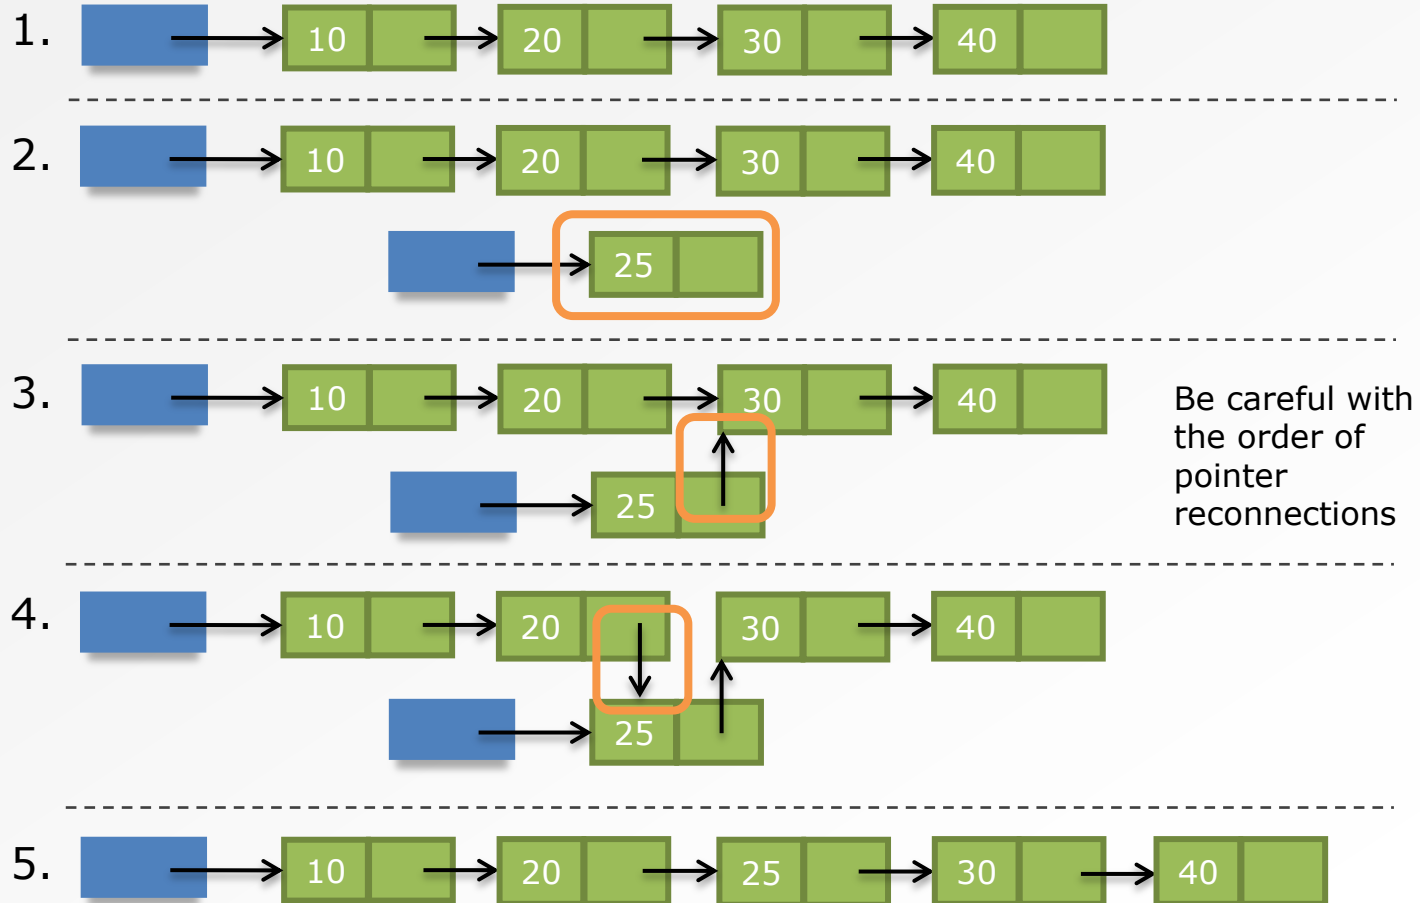 1. 10 20 30 40
2. 10 20 30 40
25
3. 10 20 30 40
25
Be careful with
the order of
pointer
reconnections
4. 10 20 30 40
25
5. 10 20 25 30 40